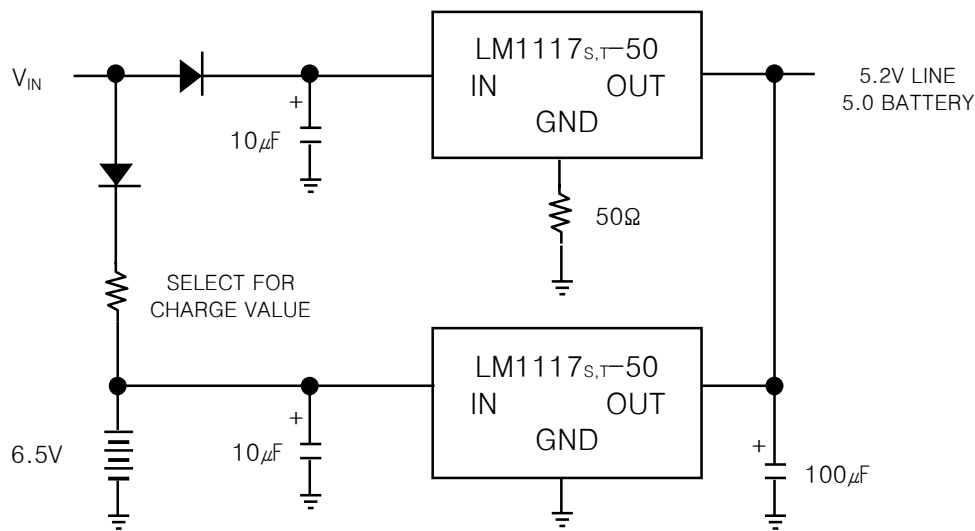 V_IN
+
10㎌
LM1117S,T-50
IN OUT
GND
5.2V LINE
5.0 BATTERY
50Ω
SELECT FOR
CHARGE VALUE
6.5V
+
10㎌
LM1117S,T-50
IN OUT
GND
+
100㎌